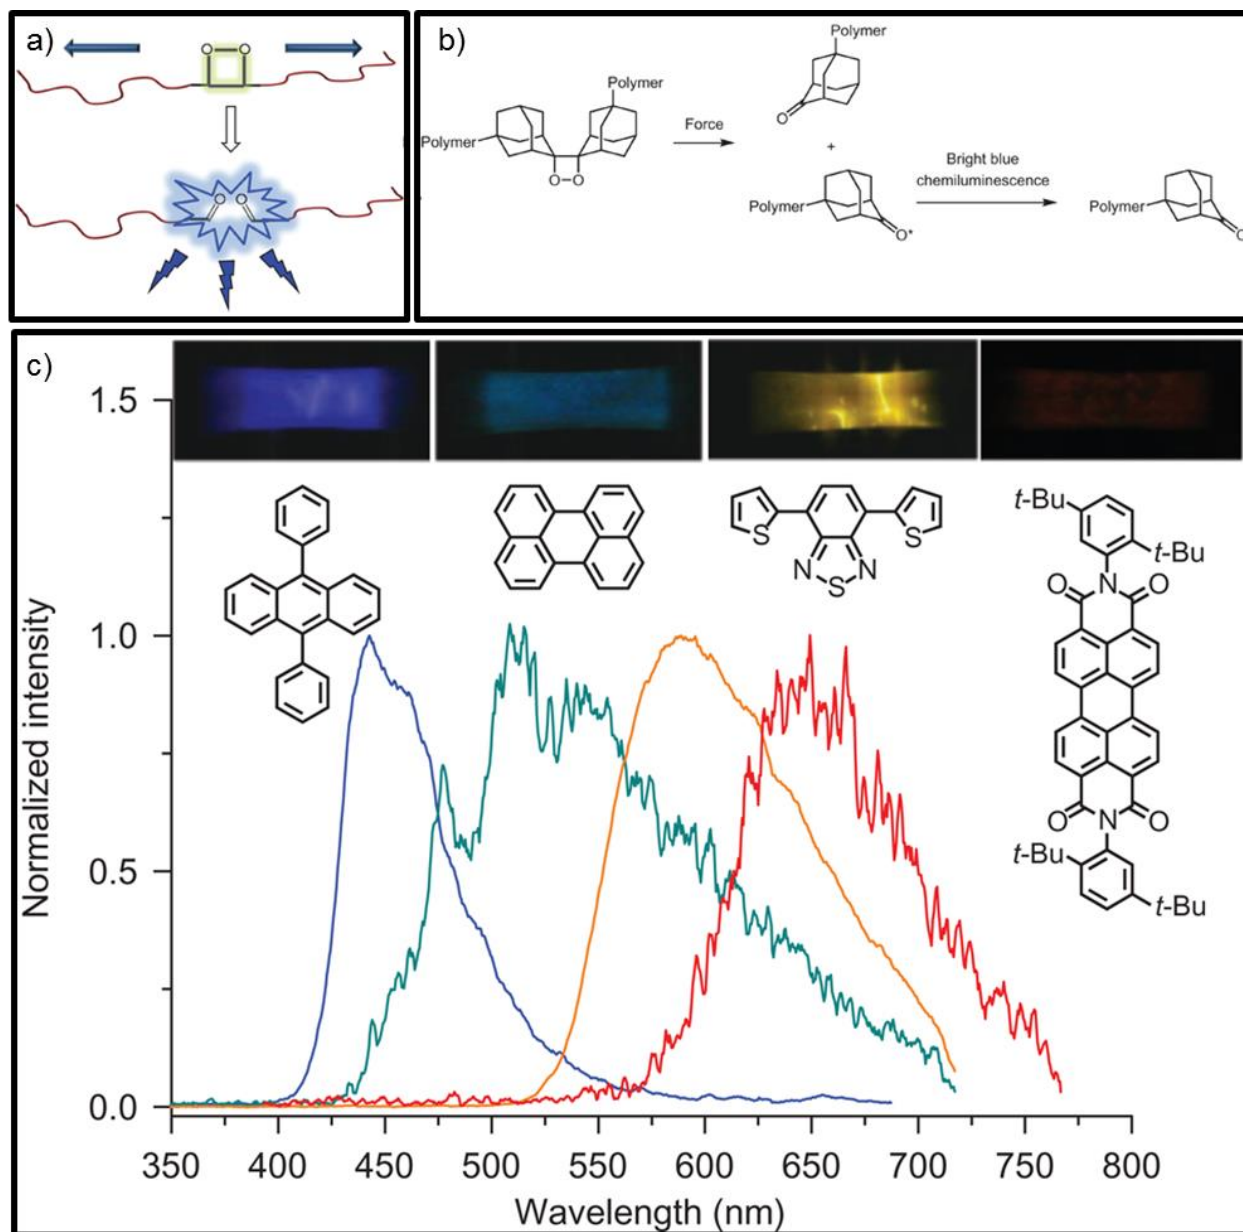 a)
O O
O O
b)
Polymer
Polymer
Polymer
O–O
Force
O
+
Polymer
O*
Bright blue
chemiluminescence
Polymer
O
c)
1.5
1.0
0.5
0.0
Normalized intensity
S
S
N
N
S
t-Bu
t-Bu
O
N
O
O
N
O
t-Bu
t-Bu
350 400 450 500 550 600 650 700 750 800
Wavelength (nm)